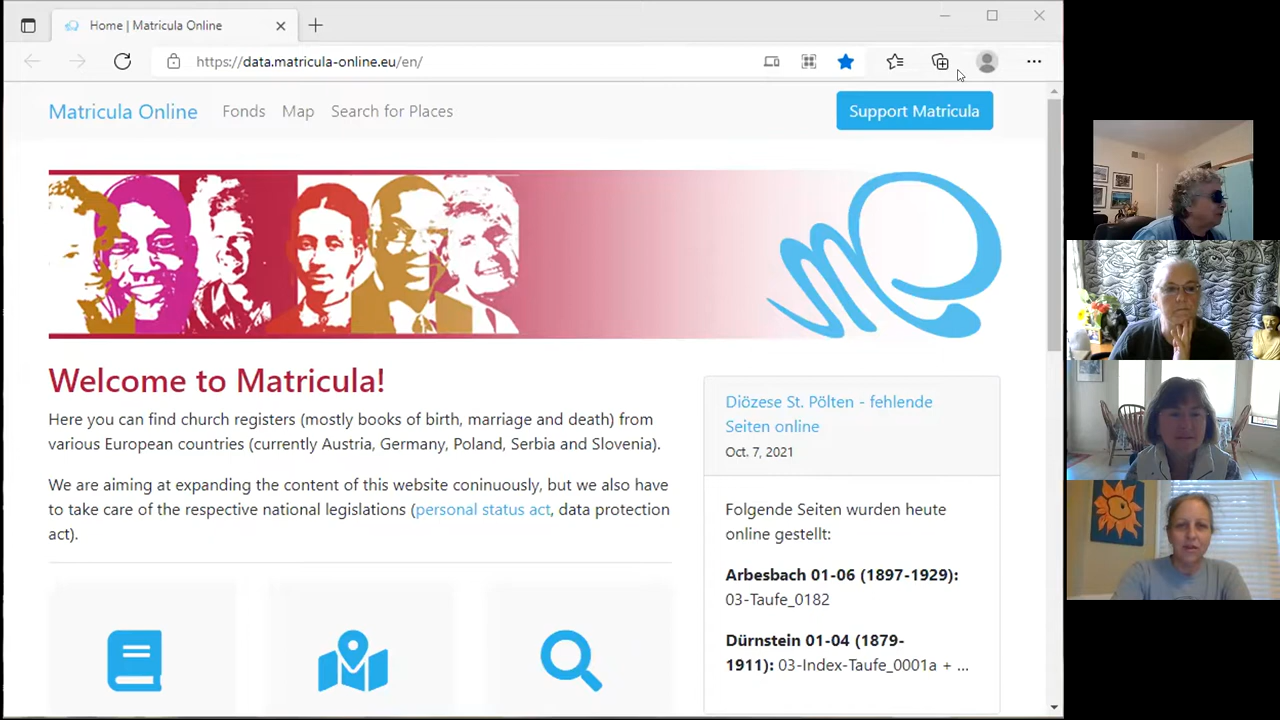 Home | Matricula Online
https://data.matricula-online.eu/en/
Matricula Online
Fonds
Map
Search for Places
Support Matricula
Welcome to Matricula!
Here you can find church registers (mostly books of birth, marriage and death) from
various European countries (currently Austria, Germany, Poland, Serbia and Slovenia).
We are aiming at expanding the content of this website coninuously, but we also have
to take care of the respective national legislations (personal status act, data protection
act).
Diözese St. Pölten - fehlende
Seiten online
Oct. 7, 2021
Folgende Seiten wurden heute
online gestellt:
Arbesbach 01-06 (1897-1929):
03-Taufe_0182
Dürnstein 01-04 (1879-
1911): 03-Index-Taufe_0001a + ...